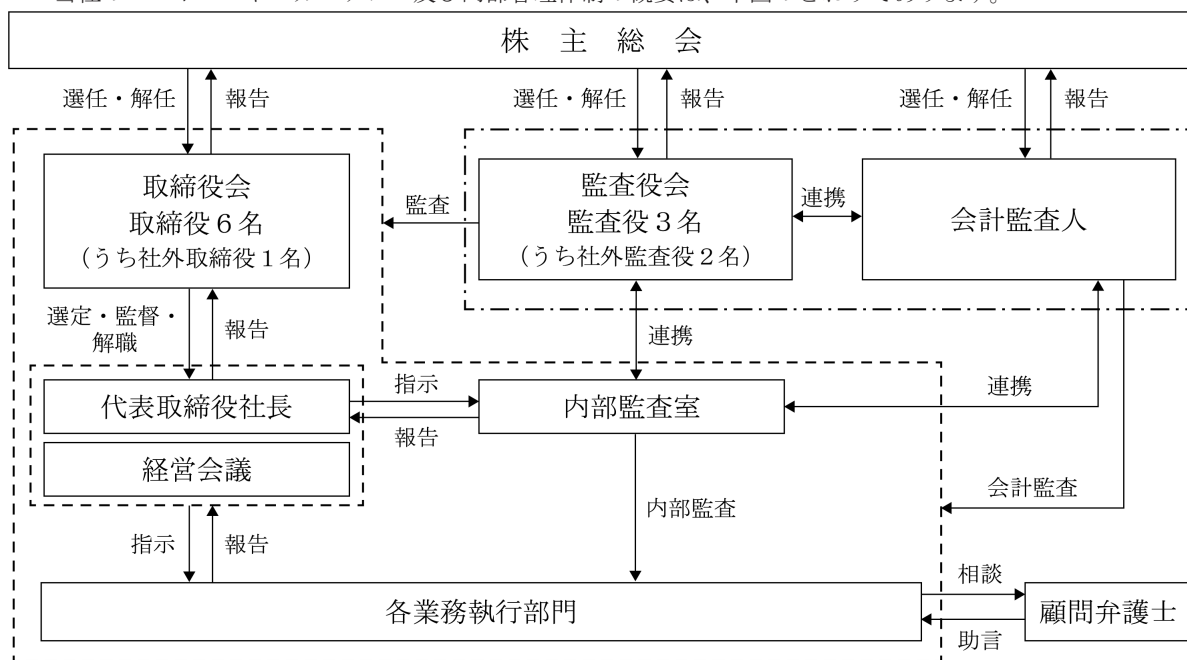 株主総会
選任・解任
報告
選任・解任
報告
選任・解任
報告
取締役会
取締役6名
（うち社外取締役1名）
監査
監査役会
監査役3名
（うち社外監査役2名）
連携
会計監査人
選定・監督・
解職
報告
連携
代表取締役社長
指示
報告
内部監査室
連携
経営会議
指示
報告
内部監査
会計監査
各業務執行部門
相談
助言
顧問弁護士